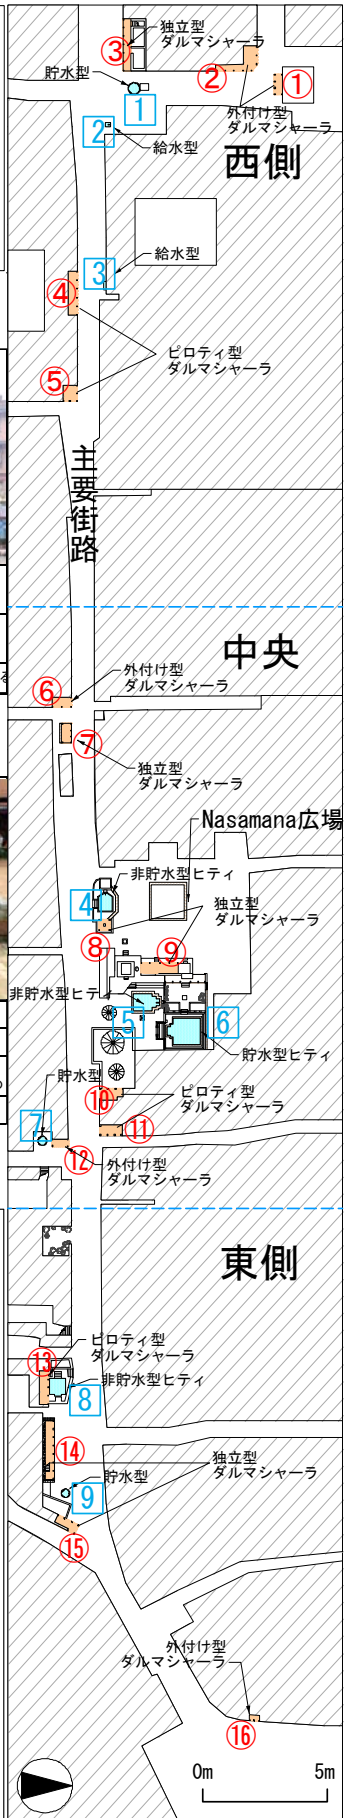 ③
独立型
ダルマシャーラ
②
①
貯水型
1
外付け型
ダルマシャーラ
2
給水型
西側
3
給水型
④
ピロティ型
ダルマシャーラ
⑤
主要街路
中央
る
⑥
外付け型
ダルマシャーラ
⑦
独立型
ダルマシャーラ
Nasamana広場
非貯水型ヒティ
4
独立型
ダルマシャーラ
⑧
⑨
非貯水型ヒティ
5
6
貯水型ヒティ
貯水型
⑩
ピロティ型
ダルマシャーラ
7
⑪
⑫
外付け型
ダルマシャーラ
東側
ピロティ型
ダルマシャーラ
⑬
非貯水型ヒティ
8
⑭
独立型
ダルマシャーラ
貯水型
9
⑮
外付け型
ダルマシャーラ
⑯
0m
5m